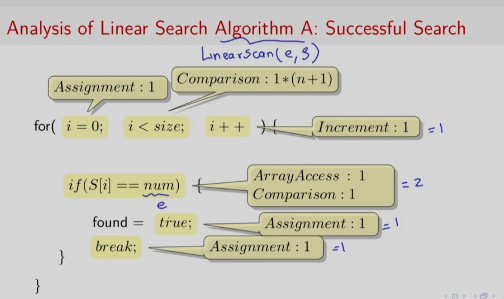 Analysis of Linear Search Algorithm A: Successful Search
LinearScan(e,S)
Assignment : 1
Comparison : 1*(n+1)
for( i = 0; i < size; i + + ) { Increment : 1 =1
if(S[i] == num) { ArrayAccess : 1
Comparison : 1 = 2
e
found = true; Assignment : 1 =1
break; Assignment : 1 =1
}
}